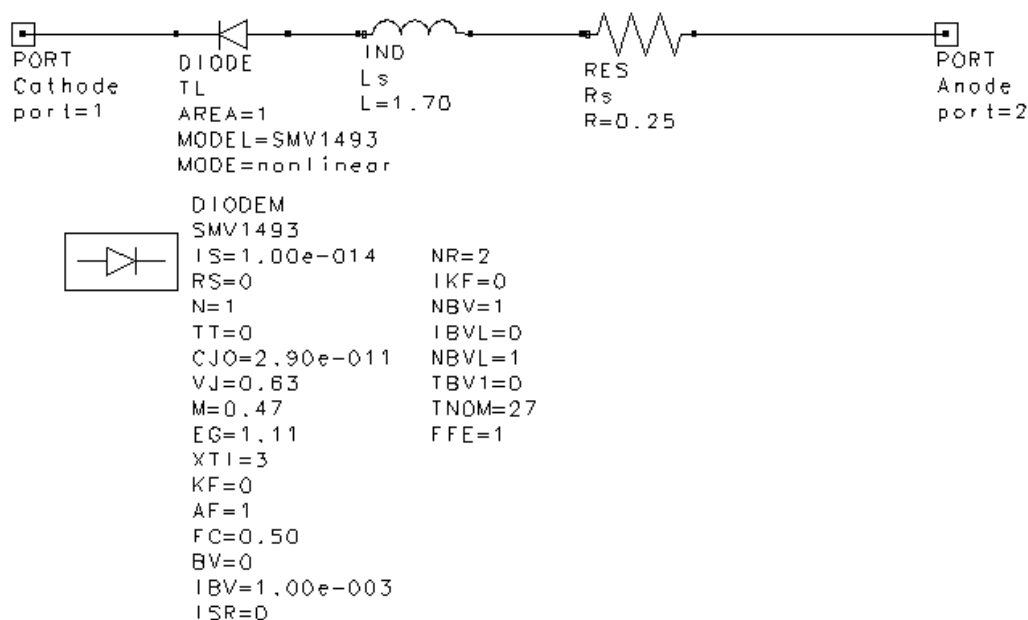 PORT
Cathode
port=1
DIODE
TL
AREA=1
MODEL=SMV1493
MODE=nonlinear
IND
Ls
L=1.70
RES
Rs
R=0.25
PORT
Anode
port=2
DIODEM
SMV1493
IS=1.00e-014
RS=0
N=1
TT=0
CJO=2.90e-011
VJ=0.63
M=0.47
EG=1.11
XTI=3
KF=0
AF=1
FC=0.50
BV=0
IBV=1.00e-003
ISR=0
NR=2
IKF=0
NBV=1
IBVL=0
NBVL=1
TBV1=0
TNOM=27
FFE=1